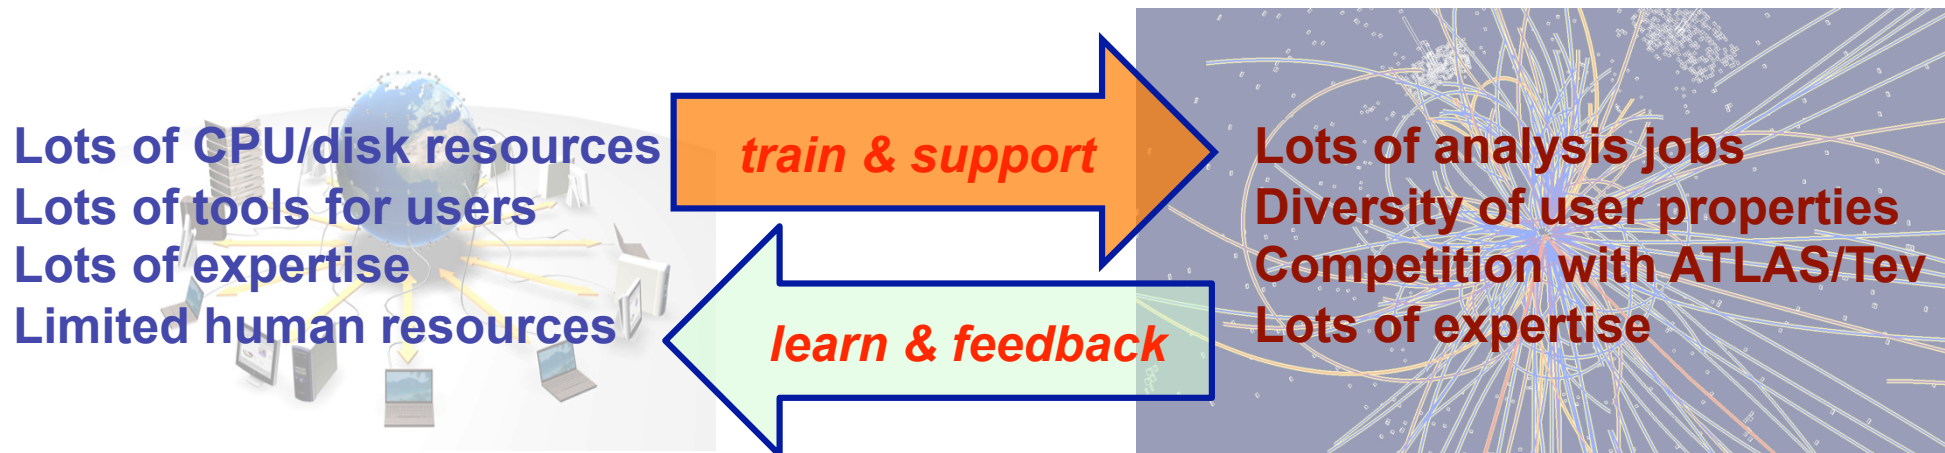 Lots of CPU/disk resources
Lots of tools for users
Lots of expertise
Limited human resources
train & support
learn & feedback
Lots of analysis jobs
Diversity of user properties
Competition with ATLAS/Tev
Lots of expertise